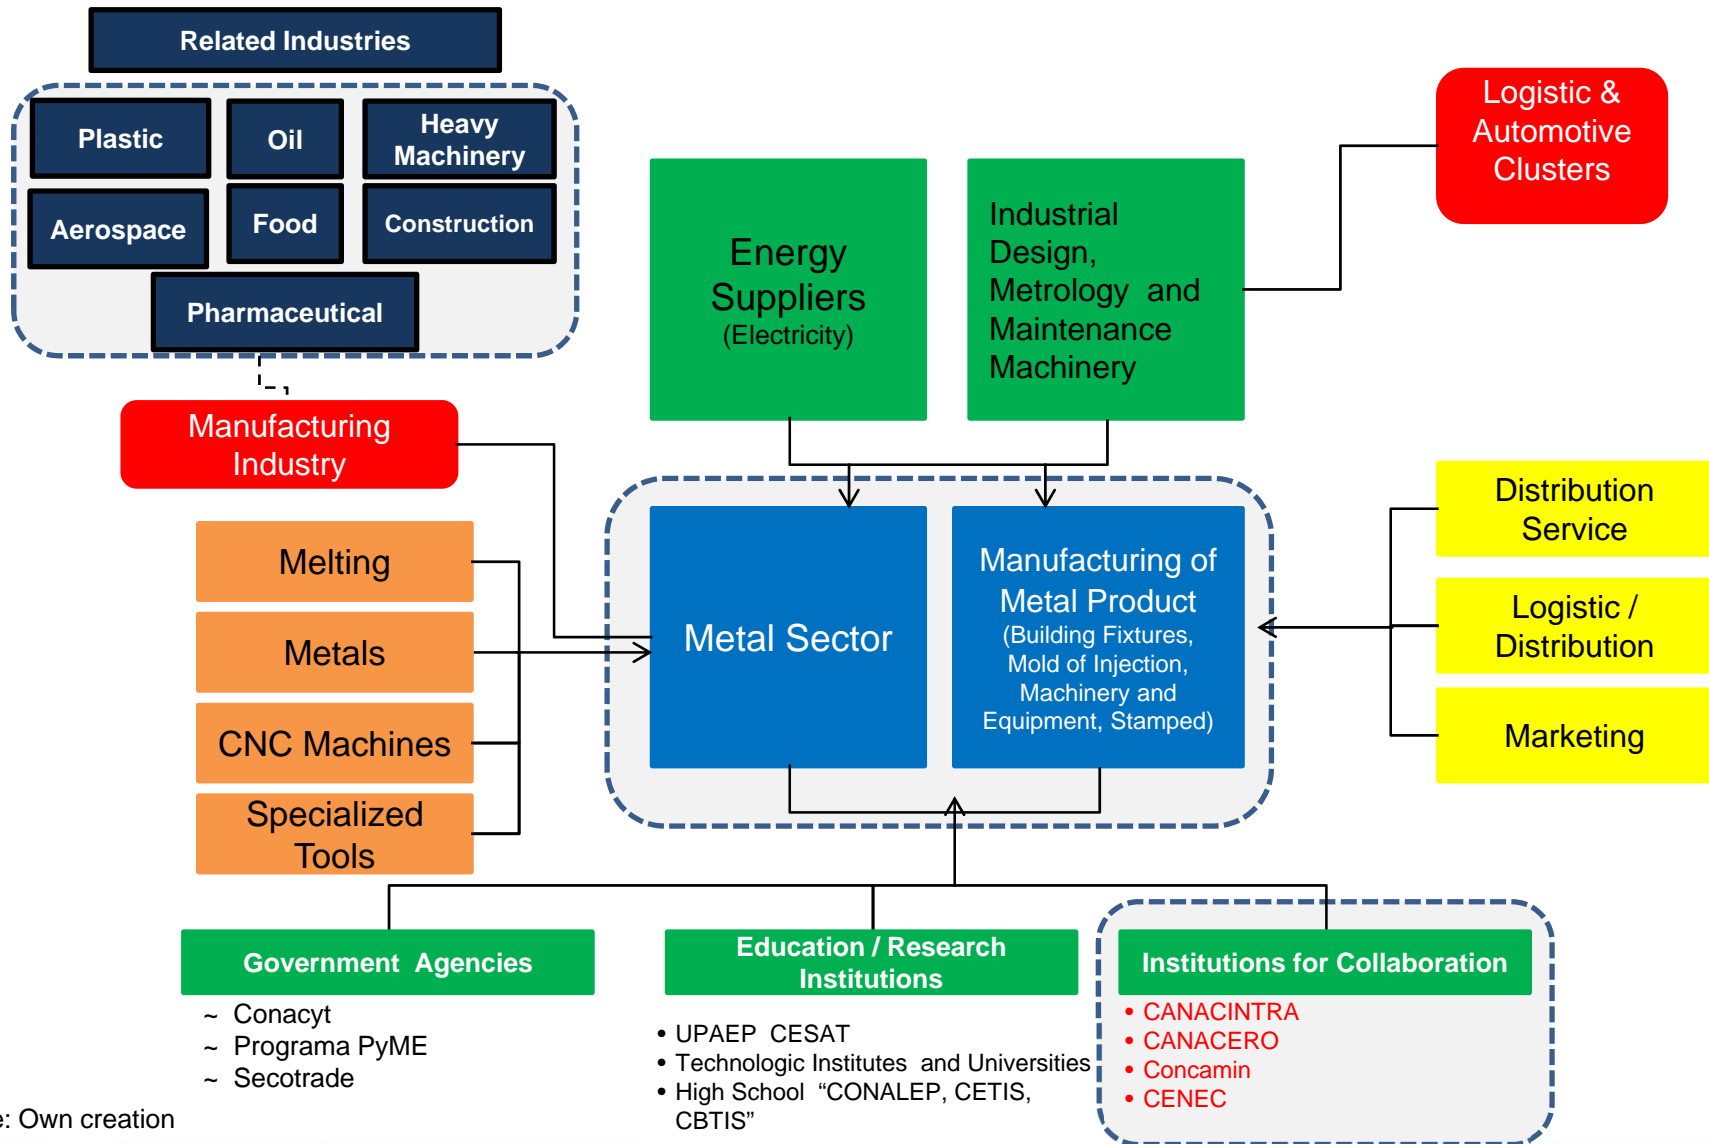 Related Industries
Plastic
Oil
Heavy
Machinery
Aerospace
Food
Construction
Pharmaceutical
Manufacturing
Industry
Energy
Suppliers
(Electricity)
Industrial
Design,
Metrology and
Maintenance
Machinery
Logistic &
Automotive
Clusters
Melting
Metals
CNC Machines
Specialized
Tools
Metal Sector
Manufacturing of
Metal Product
(Building Fixtures,
Mold of Injection,
Machinery and
Equipment, Stamped)
Distribution
Service
Logistic /
Distribution
Marketing
Government Agencies
~ Conacyt
~ Programa PyME
~ Secotrade
Education / Research
Institutions
• UPAEP CESAT
• Technologic Institutes and Universities
• High School “CONALEP, CETIS,
CBTIS”
Institutions for Collaboration
• CANACINTRA
• CANACERO
• Concamin
• CENEC
e: Own creation